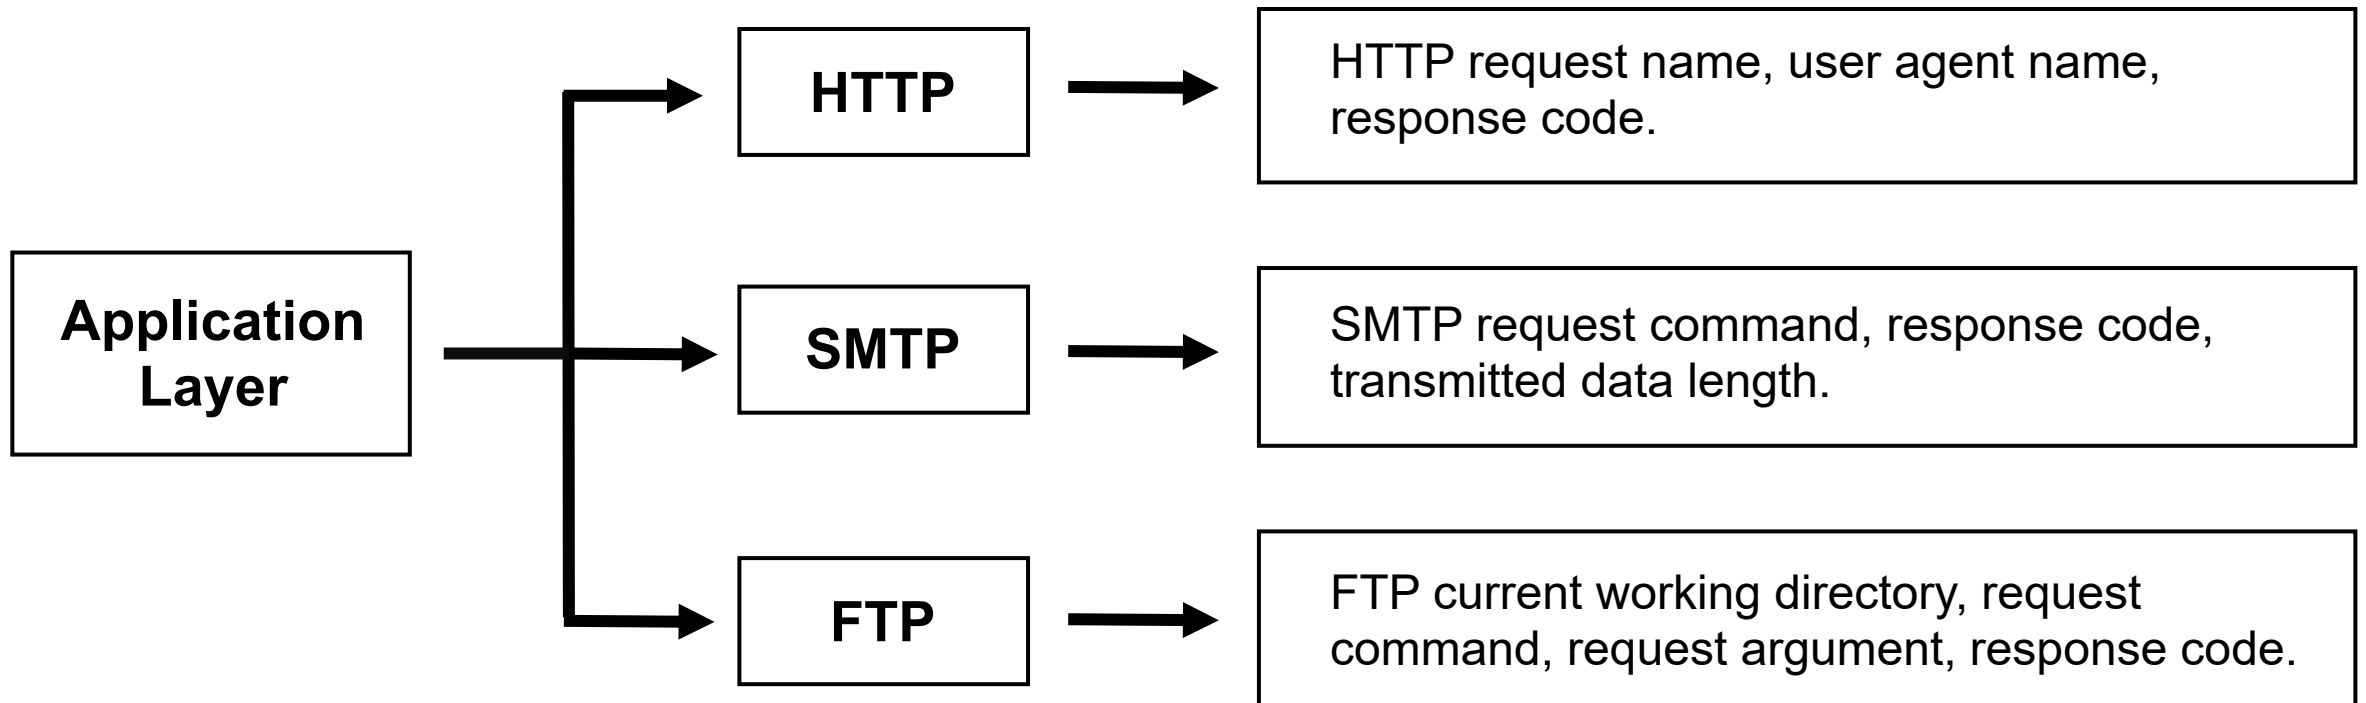 HTTP
HTTP request name, user agent name,
response code.
Application
Layer
SMTP
SMTP request command, response code,
transmitted data length.
FTP
FTP current working directory, request
command, request argument, response code.